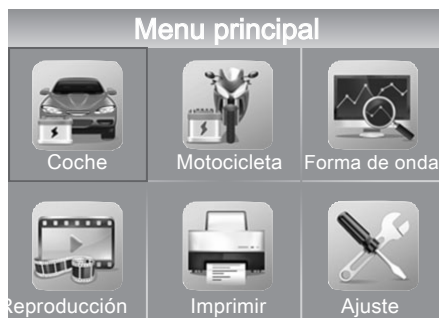 Menu principal
Coche Motocicleta Forma de onda
Reproducción Imprimir Ajuste